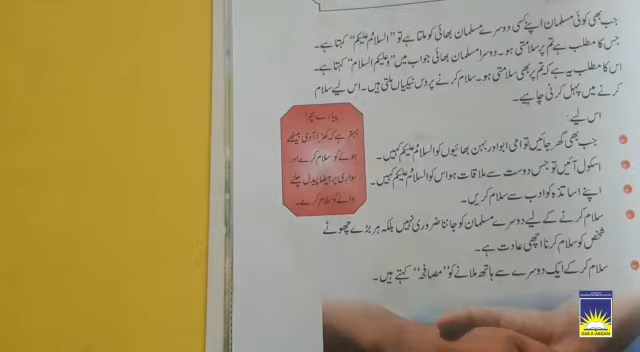 جب بھی کوئی مسلمان اپنے کسی دوسرے مسلمان بھائی کو ملتا ہے تو "السلام علیکم" کہتا ہے۔
جس کا مطلب ہے تم پر سلامتی ہو۔ دوسرا مسلمان بھائی جواب میں "وعلیکم السلام" کہتا ہے۔
اس کا مطلب یہ ہے کہ تم پر بھی سلامتی ہو۔ سلام کرنے پر دس نیکیاں ملتی ہیں۔ اس لیے سلام
کرنے میں پہل کرنی چاہیے۔
اس لیے:
جب بھی گھر جائیں تو امی ابو اور بہن بھائیوں کو السلام علیکم کہیں۔
اسکول آئیں تو جس دوست سے ملاقات ہو اس کو السلام علیکم کہیں۔
اپنے اساتذہ کو ادب سے سلام کریں۔
سلام کرنے کے لیے دوسرے مسلمان کو جاننا ضروری نہیں بلکہ ہر بڑے چھوٹے
شخص کو سلام کرنا اچھی عادت ہے۔
سلام کر کے ایک دوسرے سے ہاتھ ملانے کو "مصافحہ" کہتے ہیں۔
پیارے بچو!
بہتر ہے کہ کھڑا آدمی بیٹھے
ہوئے کو سلام کرے اور
سواری پر بیٹھا پیدل چلنے
والے کو سلام کرے۔
DAR-E-ARQAM